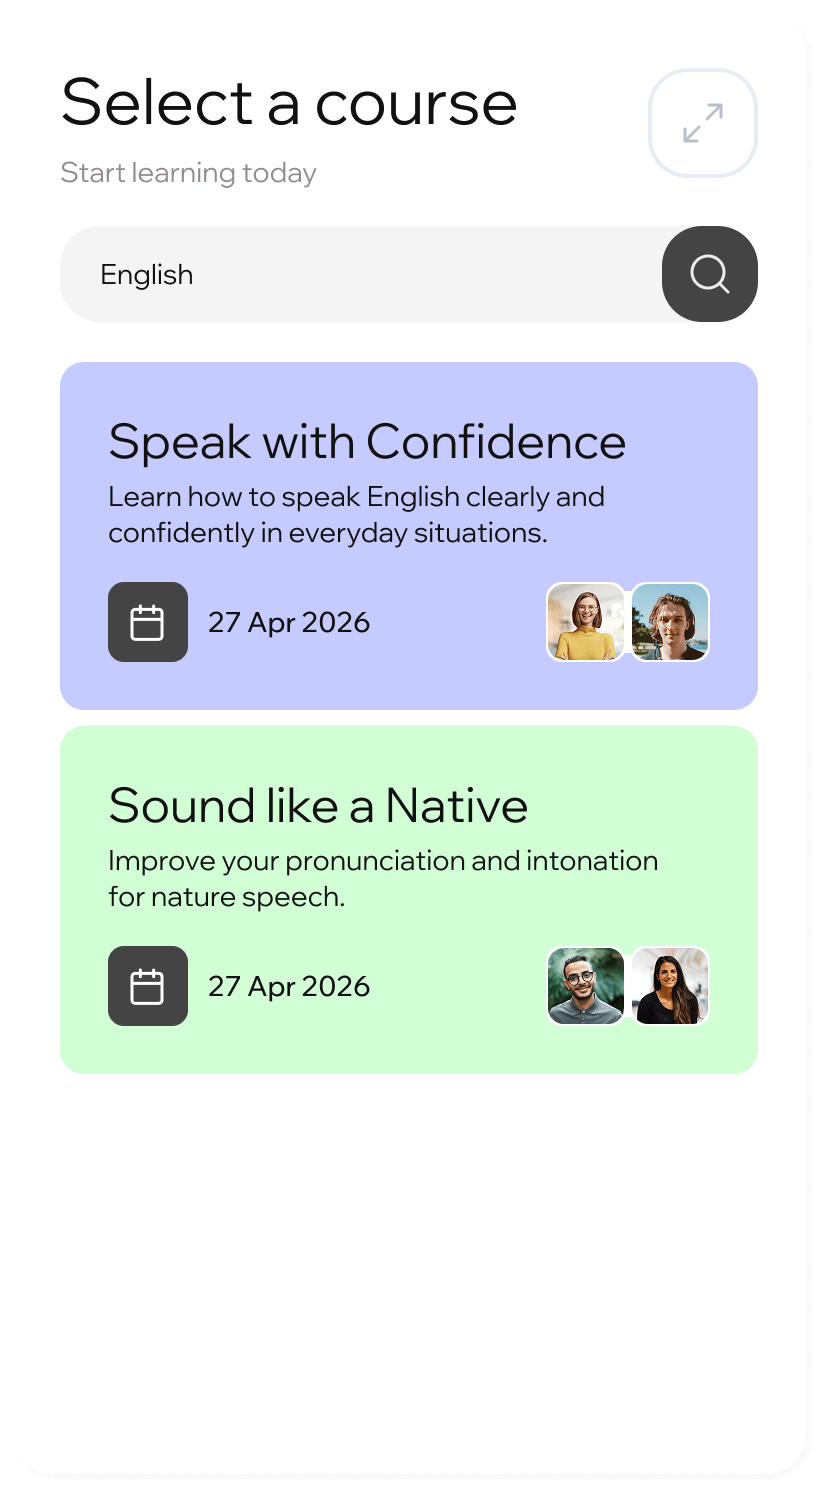 Select a course
Start learning today
English
Speak with Confidence
Learn how to speak English clearly and
confidently in everyday situations.
27 Apr 2026
Sound like a Native
Improve your pronunciation and intonation
for nature speech.
27 Apr 2026